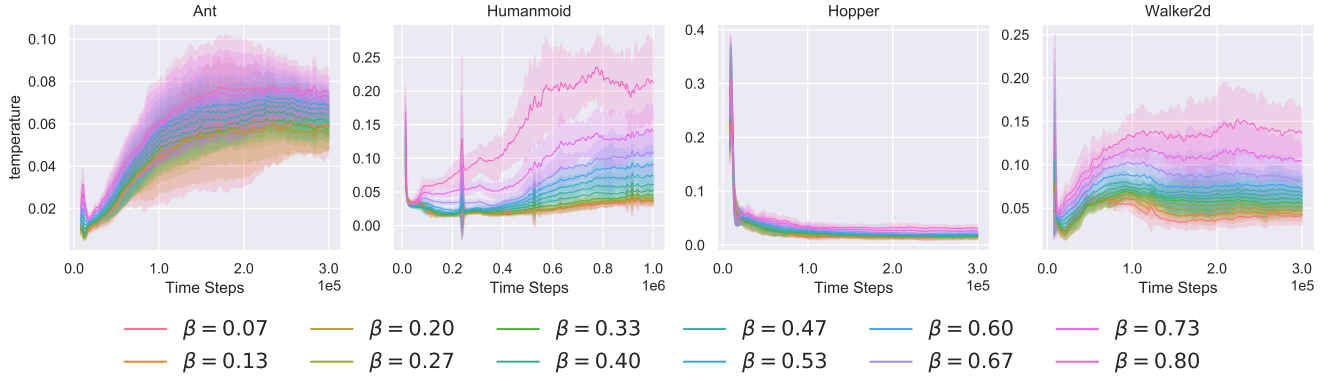 Ant
Humanmoid
Hopper
Walker2d
temperature
0.10
0.08
0.06
0.04
0.02
0.25
0.20
0.15
0.10
0.05
0.00
0.4
0.3
0.2
0.1
0.0
0.25
0.20
0.15
0.10
0.05
0.0 1.0 2.0 3.0
0.0 0.2 0.4 0.6 0.8 1.0
0.0 1.0 2.0 3.0
0.0 1.0 2.0 3.0
Time Steps 1e5
Time Steps 1e6
Time Steps 1e5
Time Steps 1e5
β = 0.07 β = 0.20 β = 0.33 β = 0.47 β = 0.60 β = 0.73
β = 0.13 β = 0.27 β = 0.40 β = 0.53 β = 0.67 β = 0.80